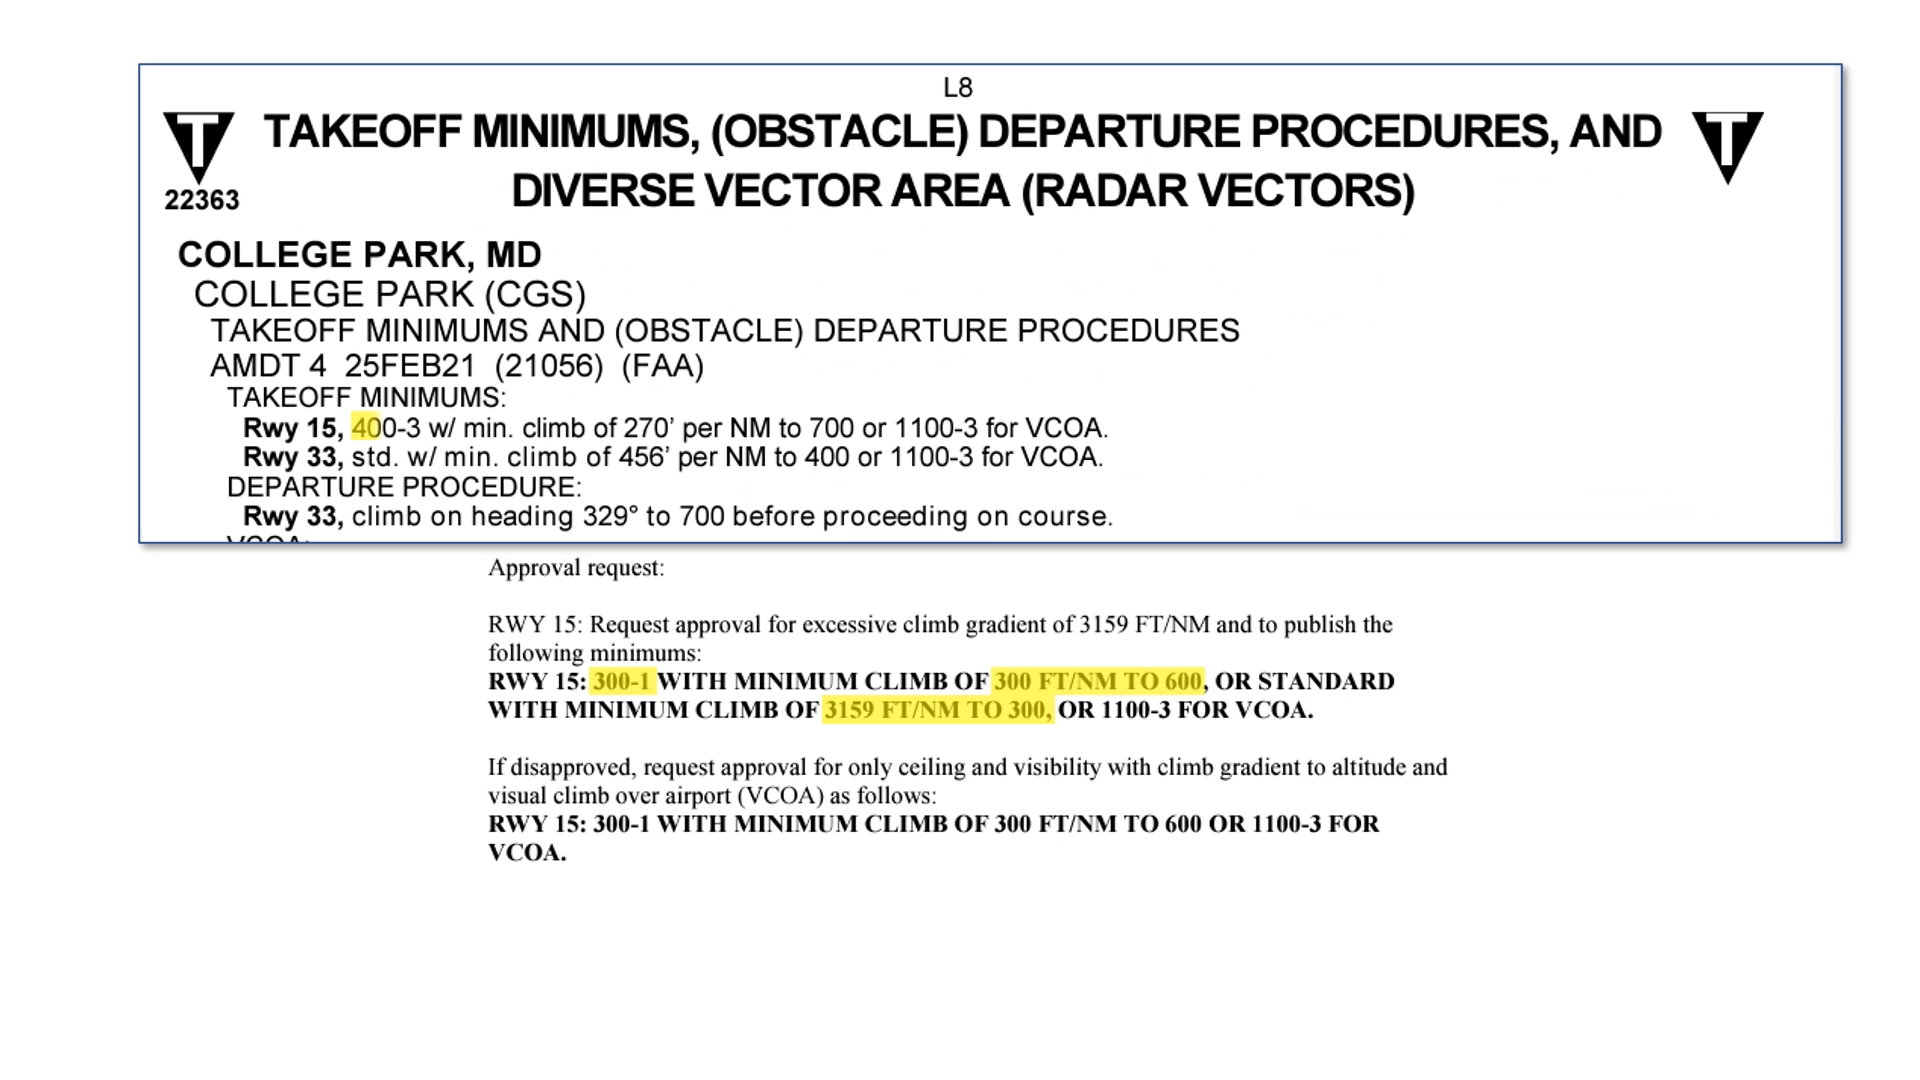 L8
T TAKEOFF MINIMUMS, (OBSTACLE) DEPARTURE PROCEDURES, AND T
22363 DIVERSE VECTOR AREA (RADAR VECTORS)
COLLEGE PARK, MD
COLLEGE PARK (CGS)
TAKEOFF MINIMUMS AND (OBSTACLE) DEPARTURE PROCEDURES
AMDT 4 25FEB21 (21056) (FAA)
TAKEOFF MINIMUMS:
Rwy 15, 400-3 w/ min. climb of 270’ per NM to 700 or 1100-3 for VCOA.
Rwy 33, std. w/ min. climb of 456’ per NM to 400 or 1100-3 for VCOA.
DEPARTURE PROCEDURE:
Rwy 33, climb on heading 329° to 700 before proceeding on course.
VCOA:
Approval request:
RWY 15: Request approval for excessive climb gradient of 3159 FT/NM and to publish the
following minimums:
RWY 15: 300-1 WITH MINIMUM CLIMB OF 300 FT/NM TO 600, OR STANDARD
WITH MINIMUM CLIMB OF 3159 FT/NM TO 300, OR 1100-3 FOR VCOA.
If disapproved, request approval for only ceiling and visibility with climb gradient to altitude and
visual climb over airport (VCOA) as follows:
RWY 15: 300-1 WITH MINIMUM CLIMB OF 300 FT/NM TO 600 OR 1100-3 FOR
VCOA.